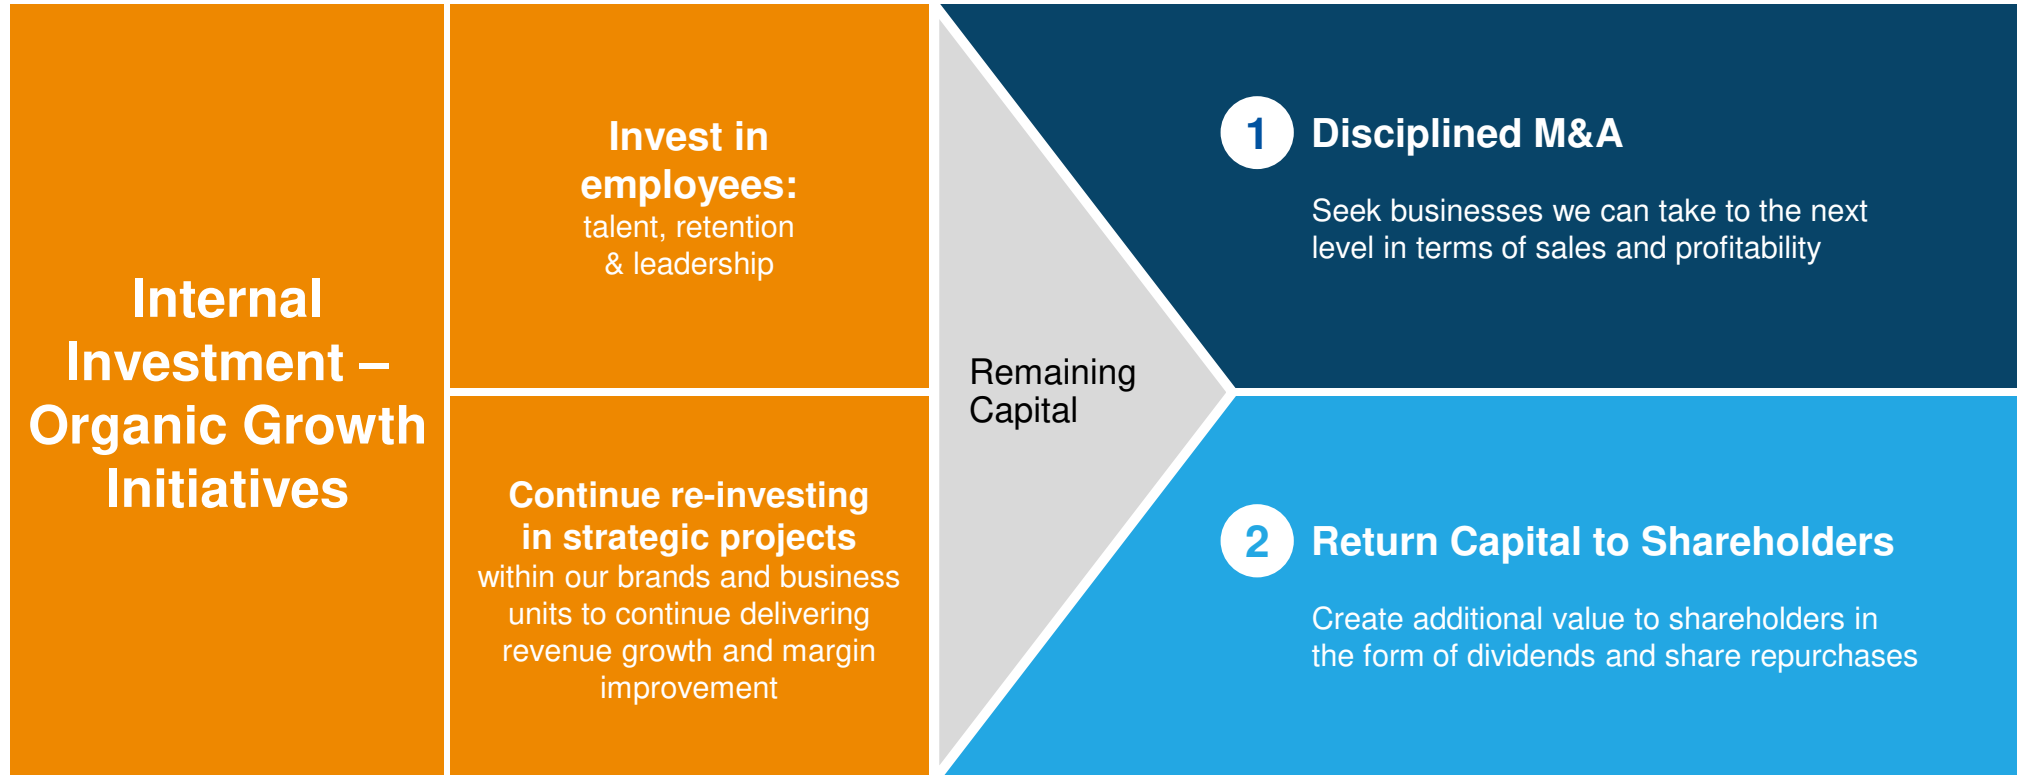 Internal
Investment –
Organic Growth
Initiatives
Invest in
employees:
talent, retention
& leadership
Continue re-investing
in strategic projects
within our brands and business
units to continue delivering
revenue growth and margin
improvement
Remaining
Capital
1 Disciplined M&A
Seek businesses we can take to the next
level in terms of sales and profitability
2 Return Capital to Shareholders
Create additional value to shareholders in
the form of dividends and share repurchases